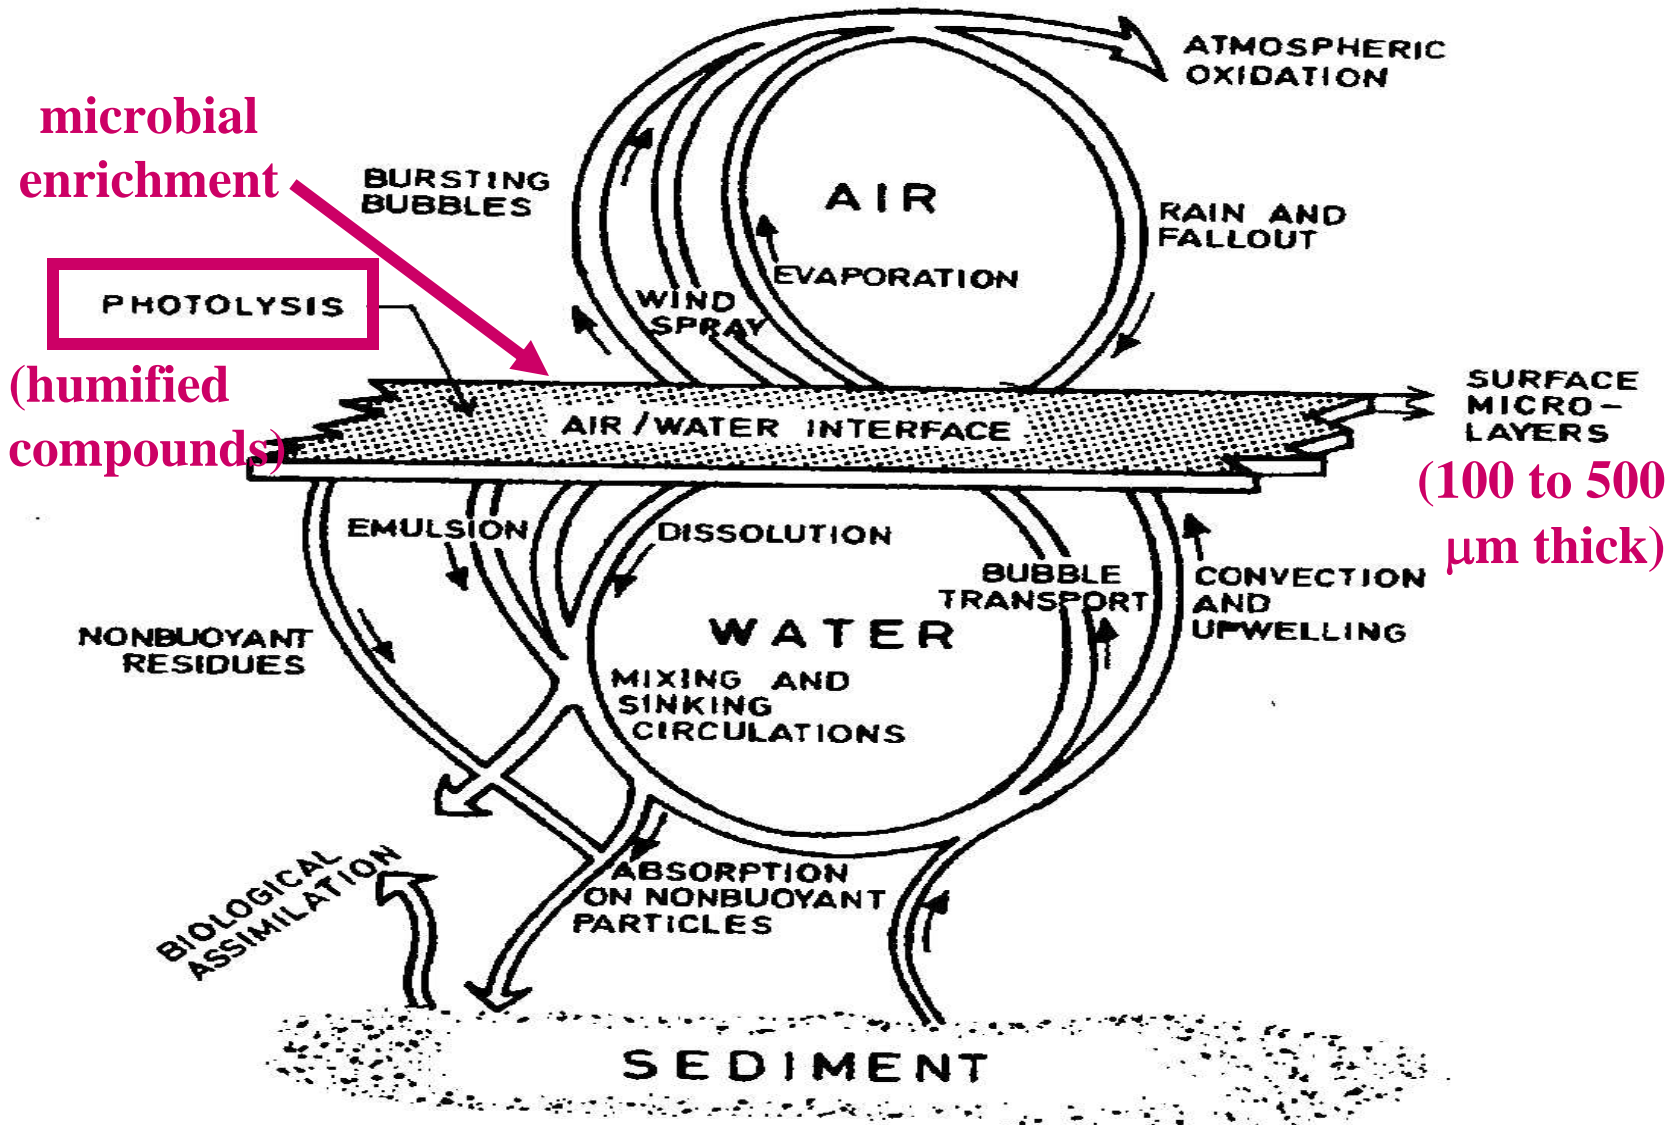 ATMOSPHERIC
OXIDATION
microbial
enrichment
BURSTING
BUBBLES
AIR
RAIN AND
FALLOUT
EVAPORATION
WIND
SPRAY
PHOTOLYSIS
(humified
compounds)
AIR/WATER INTERFACE
SURFACE
MICRO-
LAYERS
(100 to 500
μm thick)
EMULSION
DISSOLUTION
BUBBLE
TRANSPORT
CONVECTION
AND
UPWELLING
NONBUOYANT
RESIDUES
WATER
MIXING AND
SINKING
CIRCULATIONS
BIOLOGICAL
ASSIMILATION
ABSORPTION
ON NONBUOYANT
PARTICLES
SEDIMENT